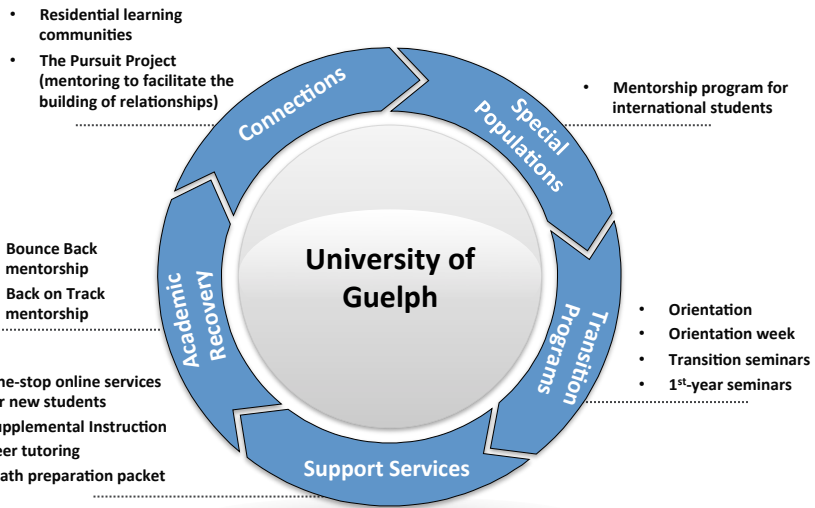 • Residential learning
communities
• The Pursuit Project
(mentoring to facilitate the
building of relationships)
Connections
Special
Populations
• Mentorship program for
international students
Bounce Back
mentorship
Back on Track
mentorship
Academic
Recovery
University of
Guelph
Transition
Programs
• Orientation
• Orientation week
• Transition seminars
• 1st-year seminars
ne-stop online services
r new students
upplemental Instruction
eer tutoring
ath preparation packet
Support Services